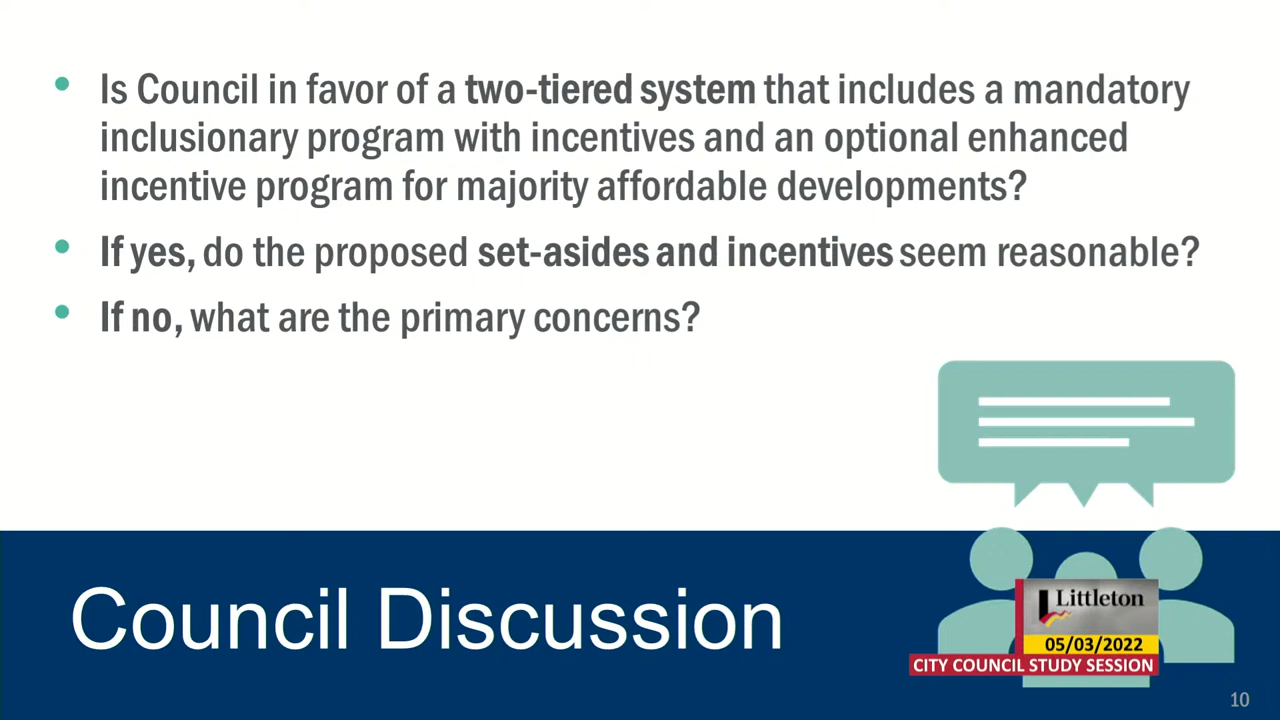 • Is Council in favor of a two-tiered system that includes a mandatory
inclusionary program with incentives and an optional enhanced
incentive program for majority affordable developments?
• If yes, do the proposed set-asides and incentives seem reasonable?
• If no, what are the primary concerns?
Council Discussion
Littleton
05/03/2022
CITY COUNCIL STUDY SESSION
10